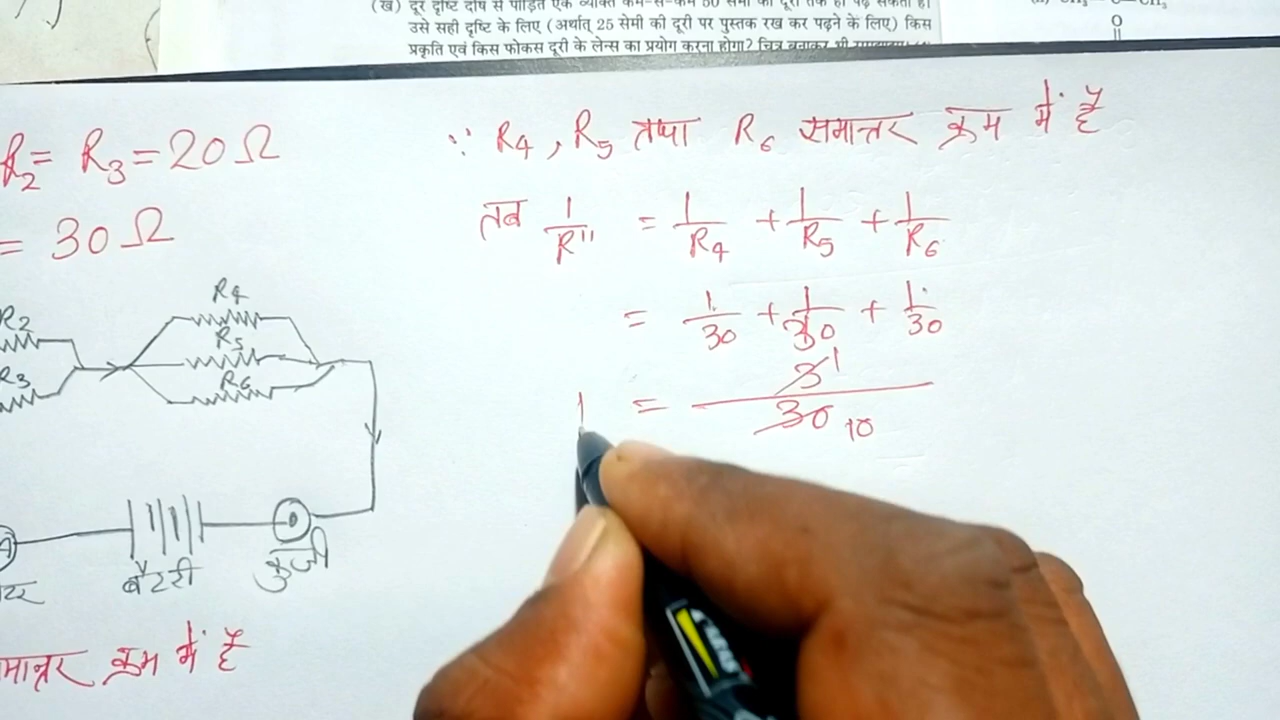 (ख) दूर दृष्टि दोष से पीड़ित एक व्यक्ति कम-से-कम 50 सेमी की दूरी तक ही पढ़ सकता है।
उसे सही दृष्टि के लिए (अर्थात् 25 सेमी की दूरी पर पुस्तक रख कर पढ़ने के लिए) किस
प्रकृति एवं किस फोकस दूरी के लेन्स का प्रयोग करना होगा? चित्र बनाकर भी
O
R2 = R3 = 20 Ω
= 30 Ω
R2
R3
R4
R5
R6
बैटरी
कुंजी
क्रम में है
∵ R4 , R5 तथा R6 समान्तर क्रम में है
तब 1/R'' = 1/R4 + 1/R5 + 1/R6
= 1/30 + 1/30 + 1/30
1 = 3 1 / 30 10